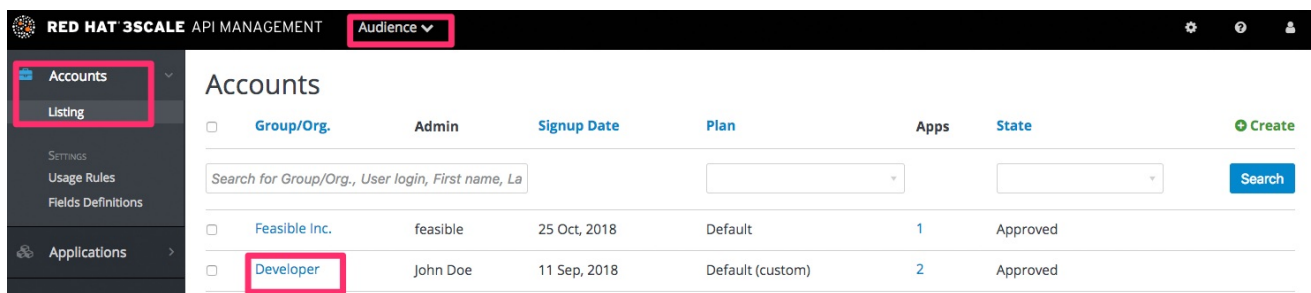 RED HAT 3SCALE API MANAGEMENT Audience
Accounts
Listing
SETTINGS
Usage Rules
Fields Definitions
Applications
Accounts
Group/Org. Admin Signup Date Plan Apps State Create
Search for Group/Org., User login, First name, La Search
Feasible Inc. feasible 25 Oct, 2018 Default 1 Approved
Developer John Doe 11 Sep, 2018 Default (custom) 2 Approved